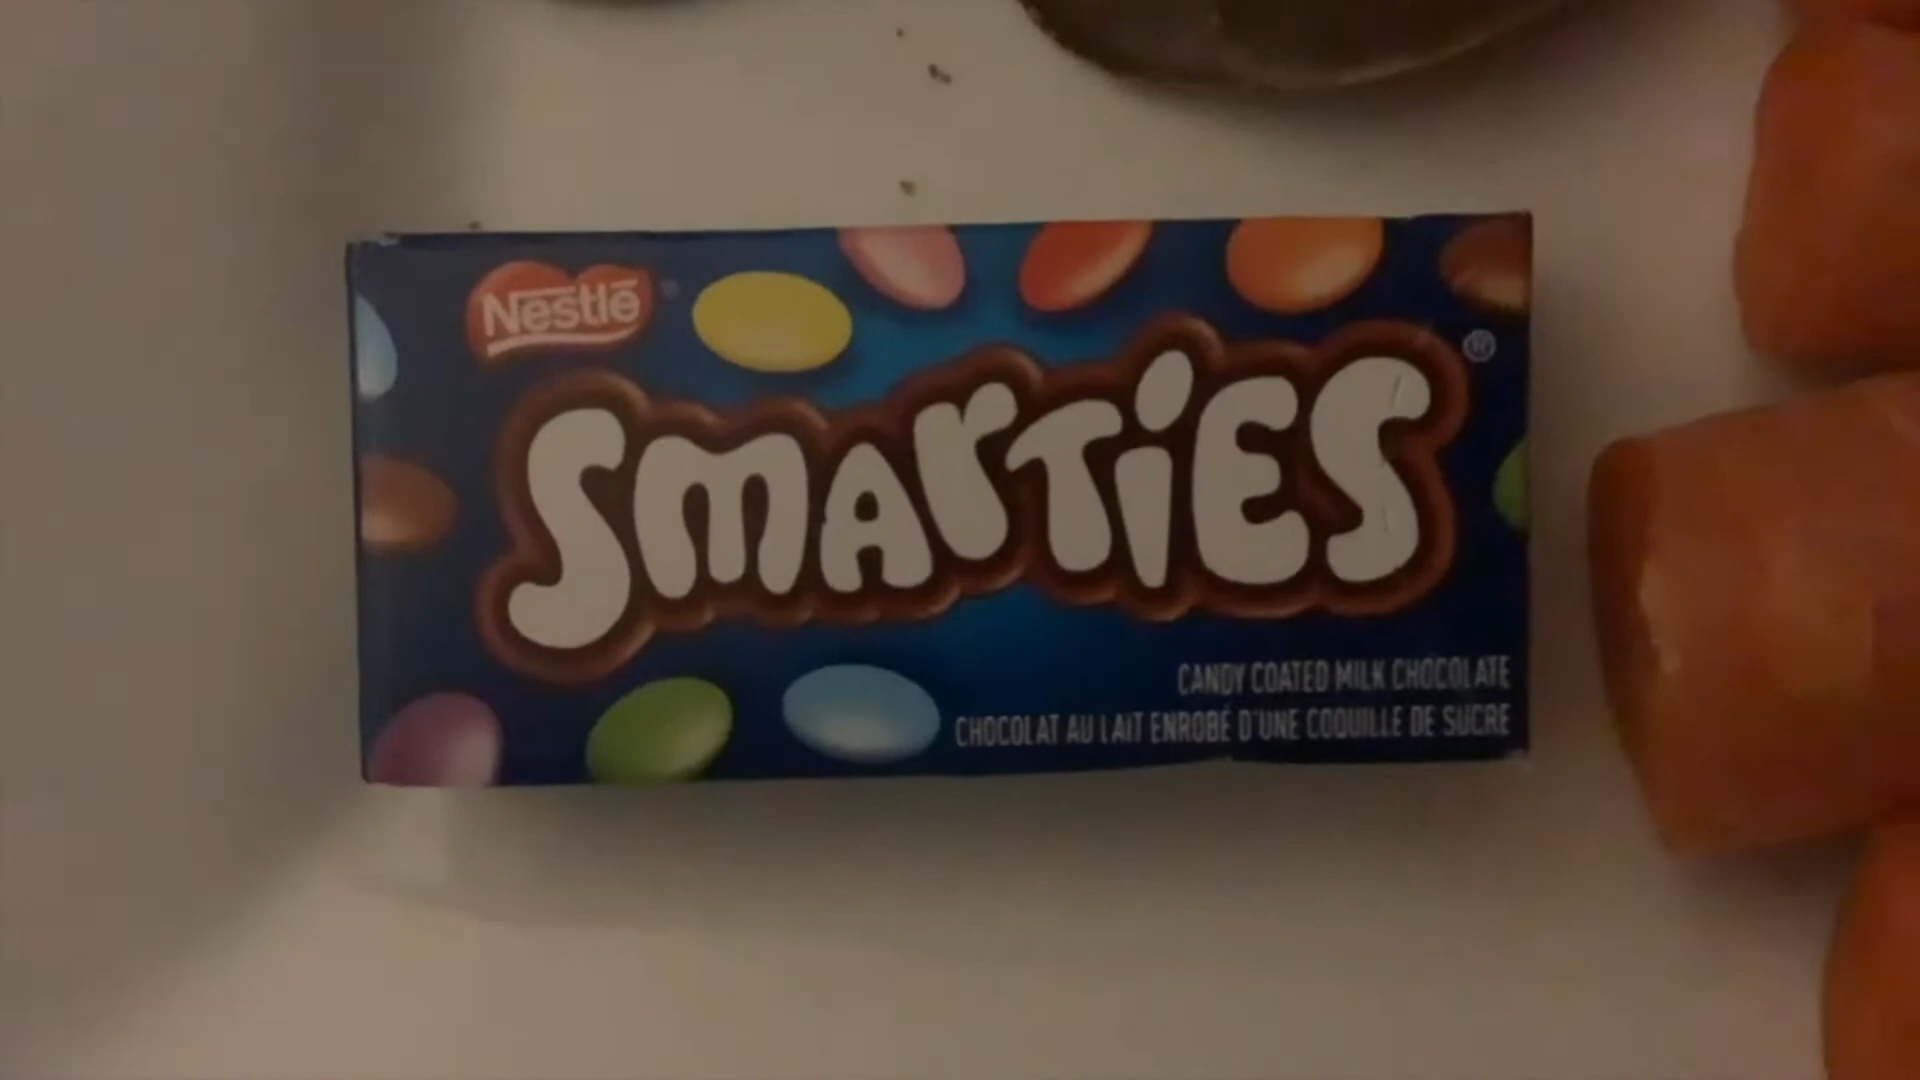 Nestlé
SMARTIES®
CANDY COATED MILK CHOCOLATE
CHOCOLAT AU LAIT ENROBÉ D'UNE COQUILLE DE SUCRE